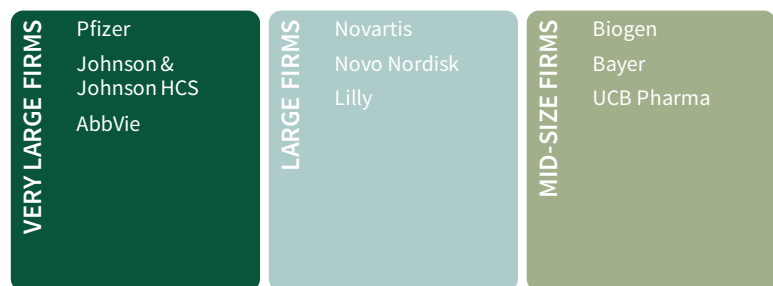 VERY LARGE FIRMS
Pfizer
Johnson &
Johnson HCS
AbbVie
LARGE FIRMS
Novartis
Novo Nordisk
Lilly
MID-SIZE FIRMS
Biogen
Bayer
UCB Pharma